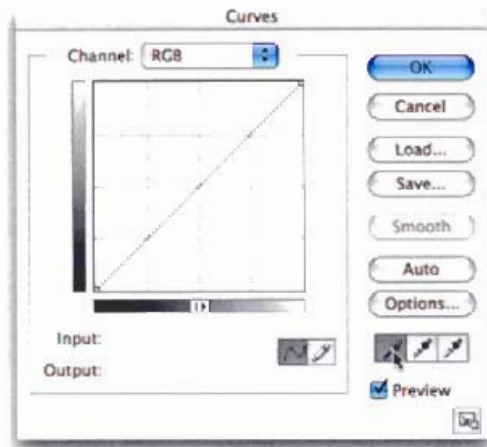 Curves
Channel: RGB
OK
Cancel
Load...
Save...
Smooth
Auto
Options...
Input:
Output:
Preview